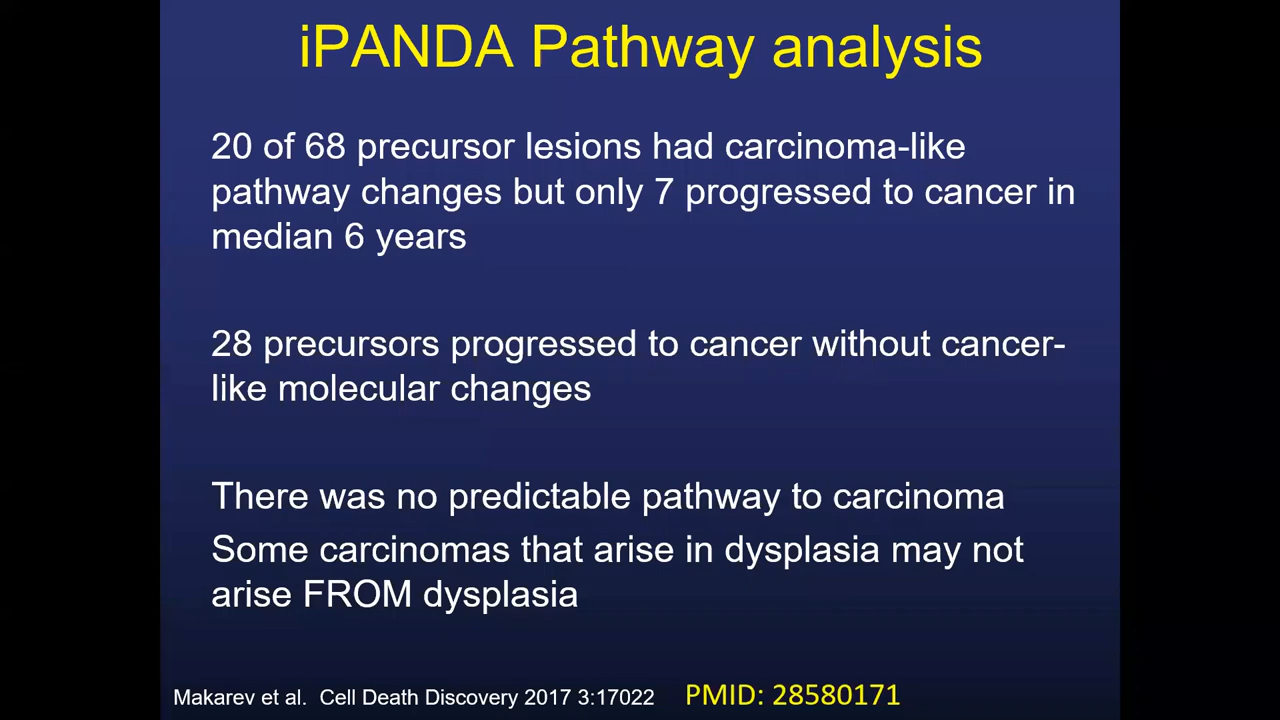 iPANDA Pathway analysis
20 of 68 precursor lesions had carcinoma-like
pathway changes but only 7 progressed to cancer in
median 6 years
28 precursors progressed to cancer without cancer-
like molecular changes
There was no predictable pathway to carcinoma
Some carcinomas that arise in dysplasia may not
arise FROM dysplasia
Makarev et al. Cell Death Discovery 2017 3:17022 PMID: 28580171